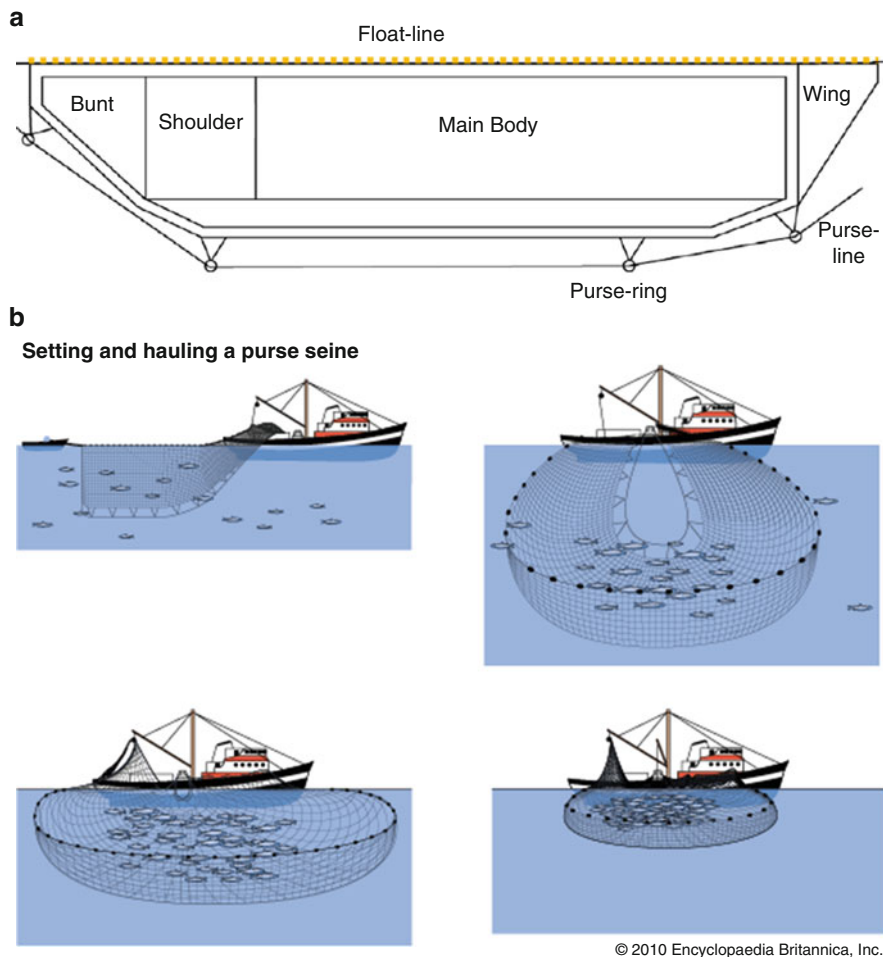 a
Float-line
Bunt
Shoulder
Main Body
Wing
Purse-
line
Purse-ring
b
Setting and hauling a purse seine
© 2010 Encyclopaedia Britannica, Inc.